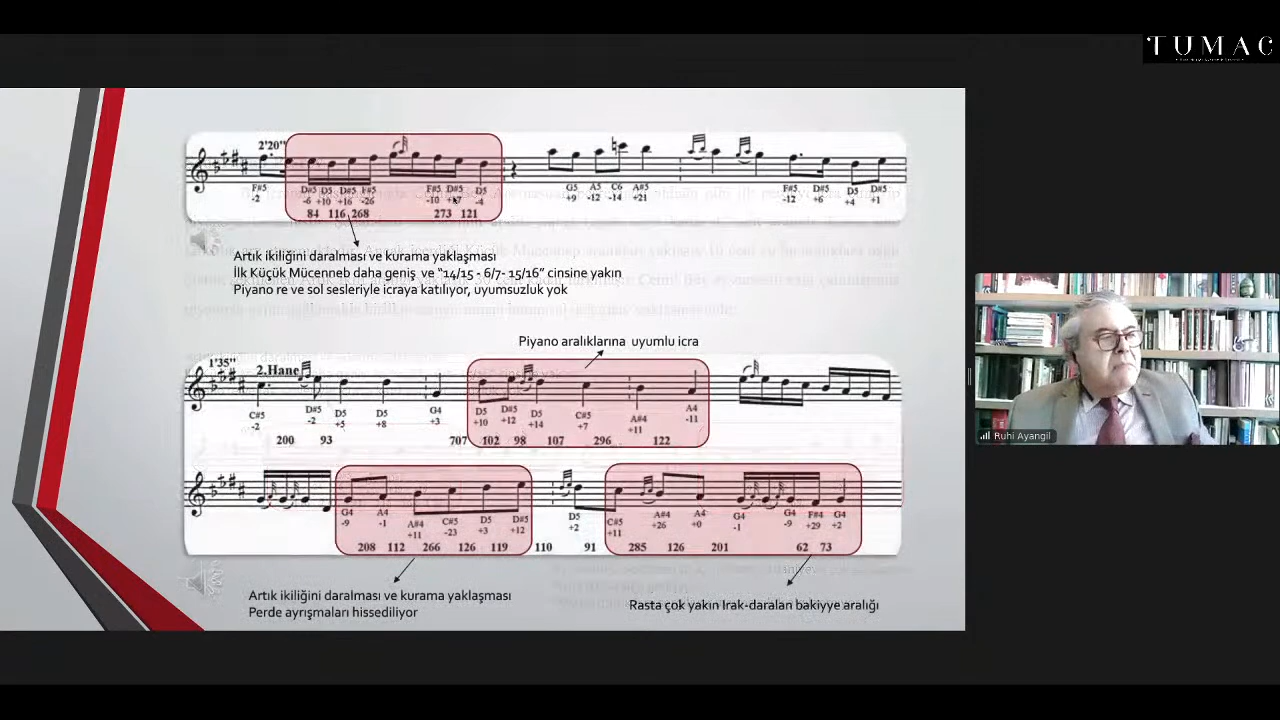 TUMAC
2'20"
F#5 D#5 D5 D#5 F#5 F#5 D#5 D5 G5 A5 C6 A#5 F#5 D#5 D5 D#5
-2 -6 +10 +16 -26 -10 -4 +9 -12 -14 +21 -12 +6 +4 +1
84 116 268 273 121
Artık ikiliğini daralması ve kurama yaklaşması
İlk Küçük Mücenneb daha geniş ve "14/15 - 6/7- 15/16" cinsine yakın
Piyano re ve sol sesleriyle icraya katılıyor, uyumsuzluk yok
Piyano aralıklarına uyumlu icra
1'35"
2.Hane
C#5 D#5 D5 D5 G4 D5 D#5 D5 C#5 A#4 A4
-2 -2 +5 +8 +3 +10 +12 +14 +7 +11 -11
200 93 707 102 98 107 296 122
G4 A4 A#4 C#5 D5 D#5 D5 C#5 A#4 A4 G4 G4 F#4 G4
-9 -1 +11 -23 +3 +12 +2 +11 +26 +0 -1 -9 +29 +2
208 112 266 126 119 110 91 285 126 201 62 73
Artık ikiliğini daralması ve kurama yaklaşması
Perde ayrışmaları hissediliyor
Rasta çok yakın Irak-daralan bakiyye aralığı
Ruhi Ayangil